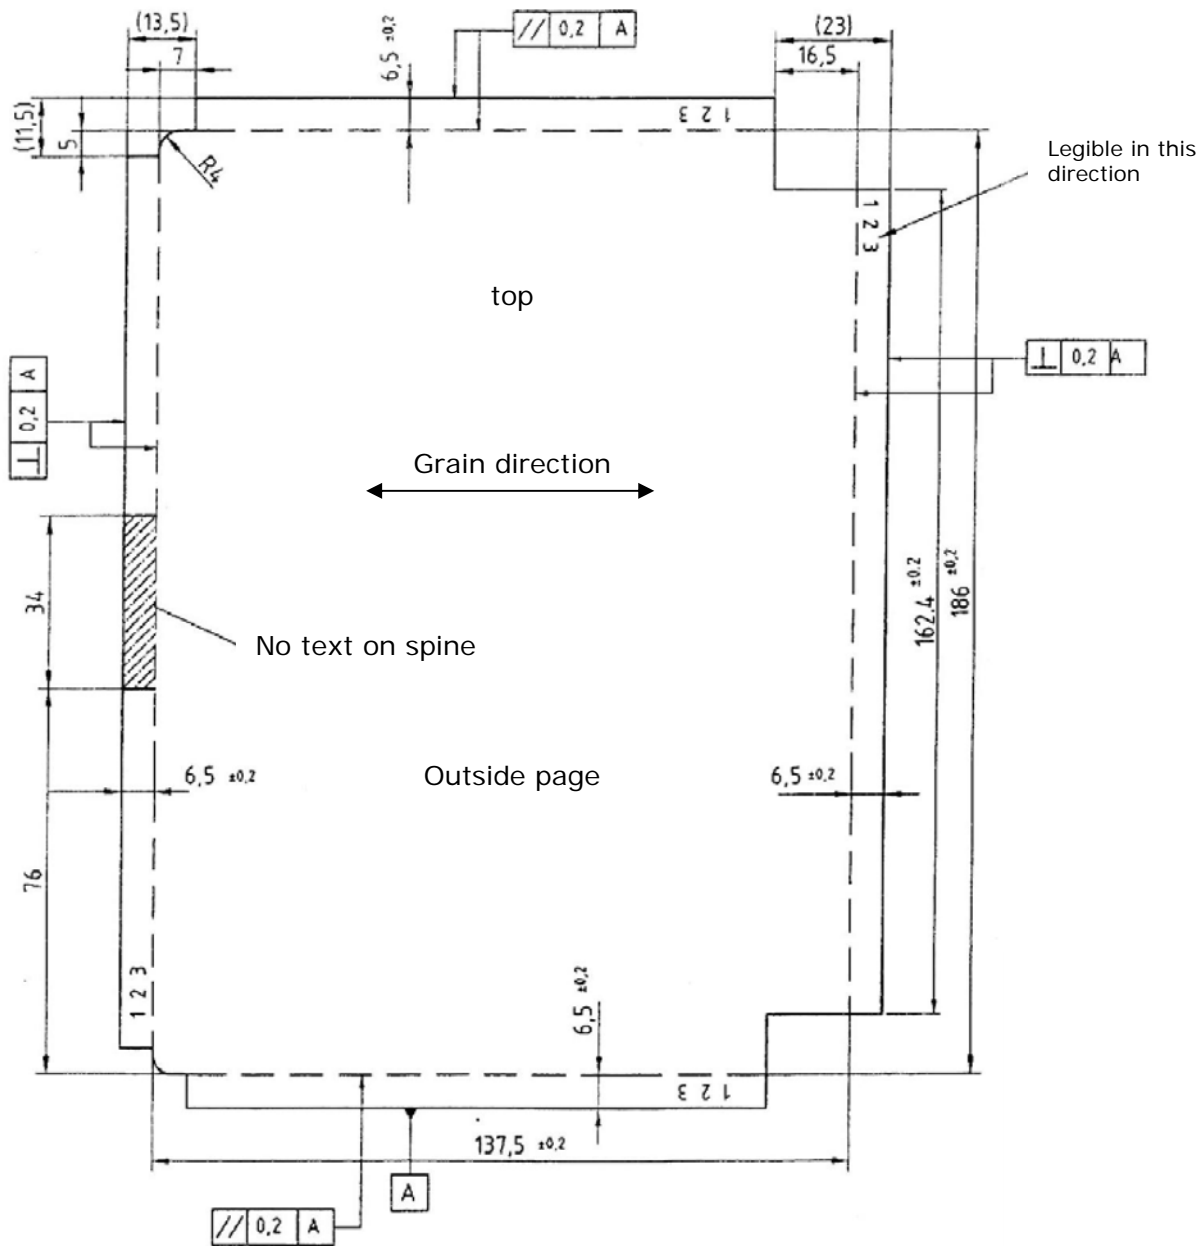 (13,5)
7
6,5 ±0,2
// 0,2 A
(23)
16,5
(11,5)
5
R4
1 2 3
Legible in this
direction
1 2 3
top
⊥ 0,2 A
⊥ 0,2 A
Grain direction
34
No text on spine
162.4 ±0.2
186 ±0,2
6,5 ±0,2
Outside page
6,5 ±0,2
76
1 2 3
6,5 ±0,2
1 2 3
137,5 ±0,2
A
// 0,2 A